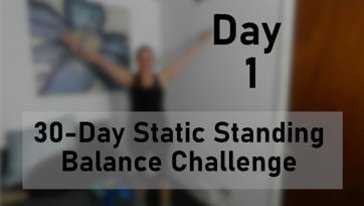 Day
1
30-Day Static Standing
Balance Challenge